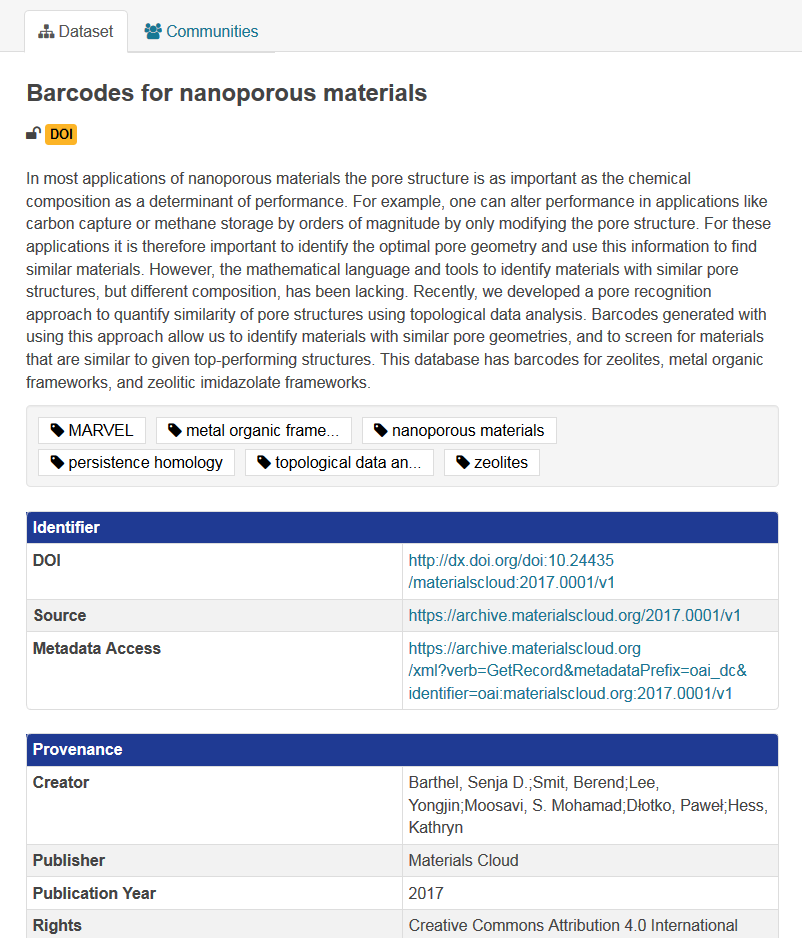 Dataset Communities
Barcodes for nanoporous materials
DOI
In most applications of nanoporous materials the pore structure is as important as the chemical
composition as a determinant of performance. For example, one can alter performance in applications like
carbon capture or methane storage by orders of magnitude by only modifying the pore structure. For these
applications it is therefore important to identify the optimal pore geometry and use this information to find
similar materials. However, the mathematical language and tools to identify materials with similar pore
structures, but different composition, has been lacking. Recently, we developed a pore recognition
approach to quantify similarity of pore structures using topological data analysis. Barcodes generated with
using this approach allow us to identify materials with similar pore geometries, and to screen for materials
that are similar to given top-performing structures. This database has barcodes for zeolites, metal organic
frameworks, and zeolitic imidazolate frameworks.
MARVEL metal organic frame... nanoporous materials
persistence homology topological data an... zeolites
Identifier
DOI http://dx.doi.org/doi:10.24435
/materialscloud:2017.0001/v1
Source https://archive.materialscloud.org/2017.0001/v1
Metadata Access https://archive.materialscloud.org
/xml?verb=GetRecord&metadataPrefix=oai_dc&
identifier=oai:materialscloud.org:2017.0001/v1
Provenance
Creator Barthel, Senja D.;Smit, Berend;Lee,
Yongjin;Moosavi, S. Mohamad;Dłotko, Paweł;Hess,
Kathryn
Publisher Materials Cloud
Publication Year 2017
Rights Creative Commons Attribution 4.0 International